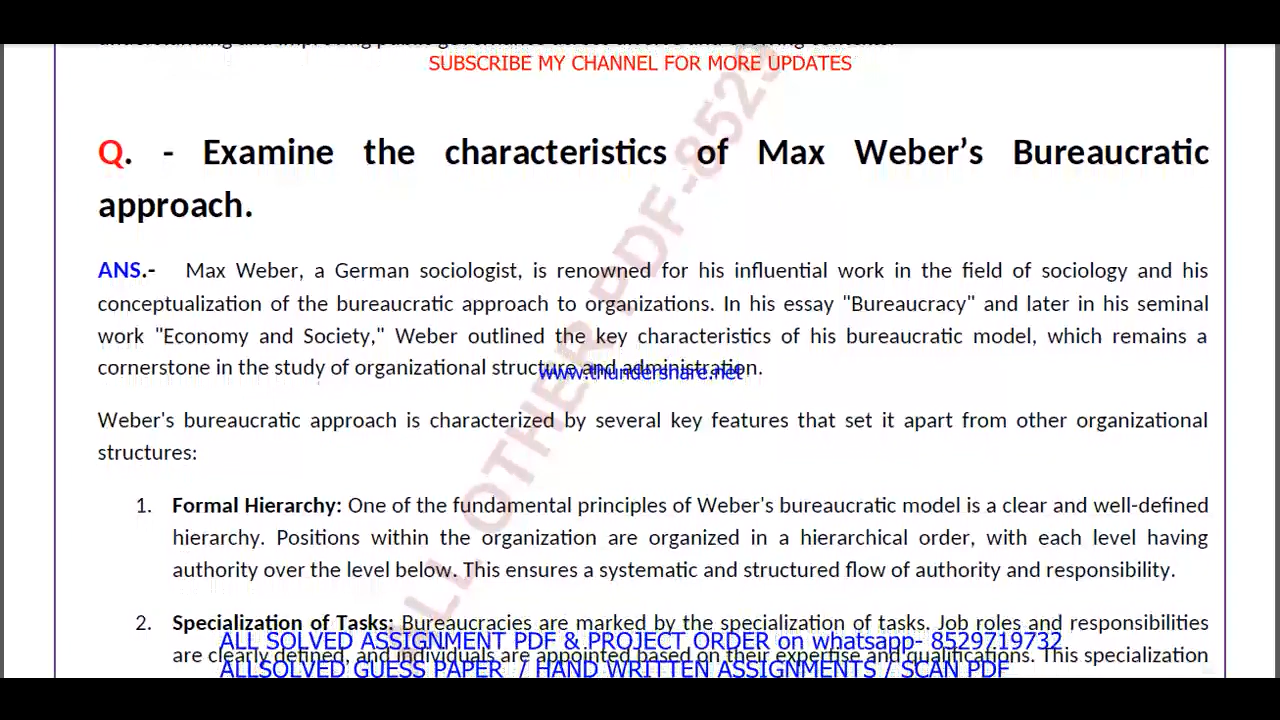 SUBSCRIBE MY CHANNEL FOR MORE UPDATES
Q. - Examine the characteristics of Max Weber’s Bureaucratic
approach.
ANS.- Max Weber, a German sociologist, is renowned for his influential work in the field of sociology and his
conceptualization of the bureaucratic approach to organizations. In his essay "Bureaucracy" and later in his seminal
work "Economy and Society," Weber outlined the key characteristics of his bureaucratic model, which remains a
cornerstone in the study of organizational structure and administration.
www.thundershare.net
Weber's bureaucratic approach is characterized by several key features that set it apart from other organizational
structures:
1. Formal Hierarchy: One of the fundamental principles of Weber's bureaucratic model is a clear and well-defined
hierarchy. Positions within the organization are organized in a hierarchical order, with each level having
authority over the level below. This ensures a systematic and structured flow of authority and responsibility.
2. Specialization of Tasks: Bureaucracies are marked by the specialization of tasks. Job roles and responsibilities
ALL SOLVED ASSIGNMENT PDF & PROJECT ORDER on whatsapp- 8529719732
are clearly defined, and individuals are appointed based on their expertise and qualifications. This specialization
ALLSOLVED GUESS PAPER / HAND WRITTEN ASSIGNMENTS / SCAN PDF
ALL OTHER PDF-8529